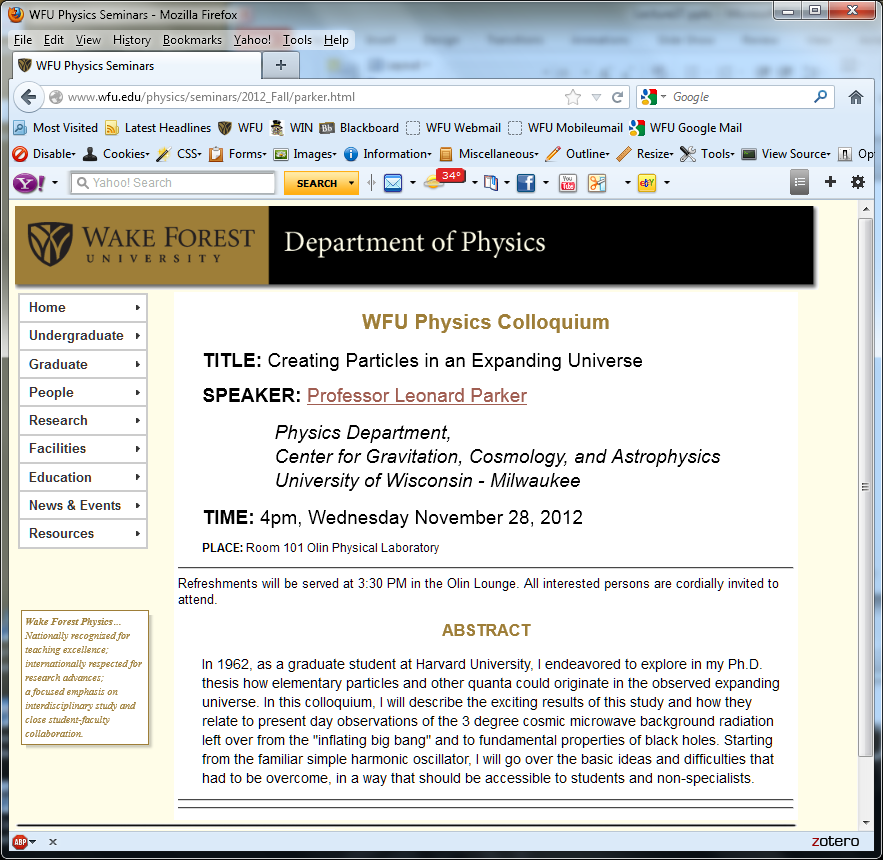 WFU Physics Seminars - Mozilla Firefox
File Edit View History Bookmarks Yahoo! Tools Help
WFU Physics Seminars
www.wfu.edu/physics/seminars/2012_Fall/parker.html
Google
Most Visited Latest Headlines WFU WIN Bb Blackboard WFU Webmail WFU Mobileumail WFU Google Mail
Disable Cookies CSS Forms Images Information Miscellaneous Outline Resize Tools View Source Op
Y! Yahoo! Search SEARCH 34° You Tube ebY
WAKE FOREST
UNIVERSITY
Department of Physics
Home
Undergraduate
Graduate
People
Research
Facilities
Education
News & Events
Resources
Wake Forest Physics...
Nationally recognized for
teaching excellence;
internationally respected for
research advances;
a focused emphasis on
interdisciplinary study and
close student-faculty
collaboration.
WFU Physics Colloquium
TITLE: Creating Particles in an Expanding Universe
SPEAKER: Professor Leonard Parker
Physics Department,
Center for Gravitation, Cosmology, and Astrophysics
University of Wisconsin - Milwaukee
TIME: 4pm, Wednesday November 28, 2012
PLACE: Room 101 Olin Physical Laboratory
Refreshments will be served at 3:30 PM in the Olin Lounge. All interested persons are cordially invited to
attend.
ABSTRACT
In 1962, as a graduate student at Harvard University, I endeavored to explore in my Ph.D.
thesis how elementary particles and other quanta could originate in the observed expanding
universe. In this colloquium, I will describe the exciting results of this study and how they
relate to present day observations of the 3 degree cosmic microwave background radiation
left over from the "inflating big bang" and to fundamental properties of black holes. Starting
from the familiar simple harmonic oscillator, I will go over the basic ideas and difficulties that
had to be overcome, in a way that should be accessible to students and non-specialists.
ABP
zotero